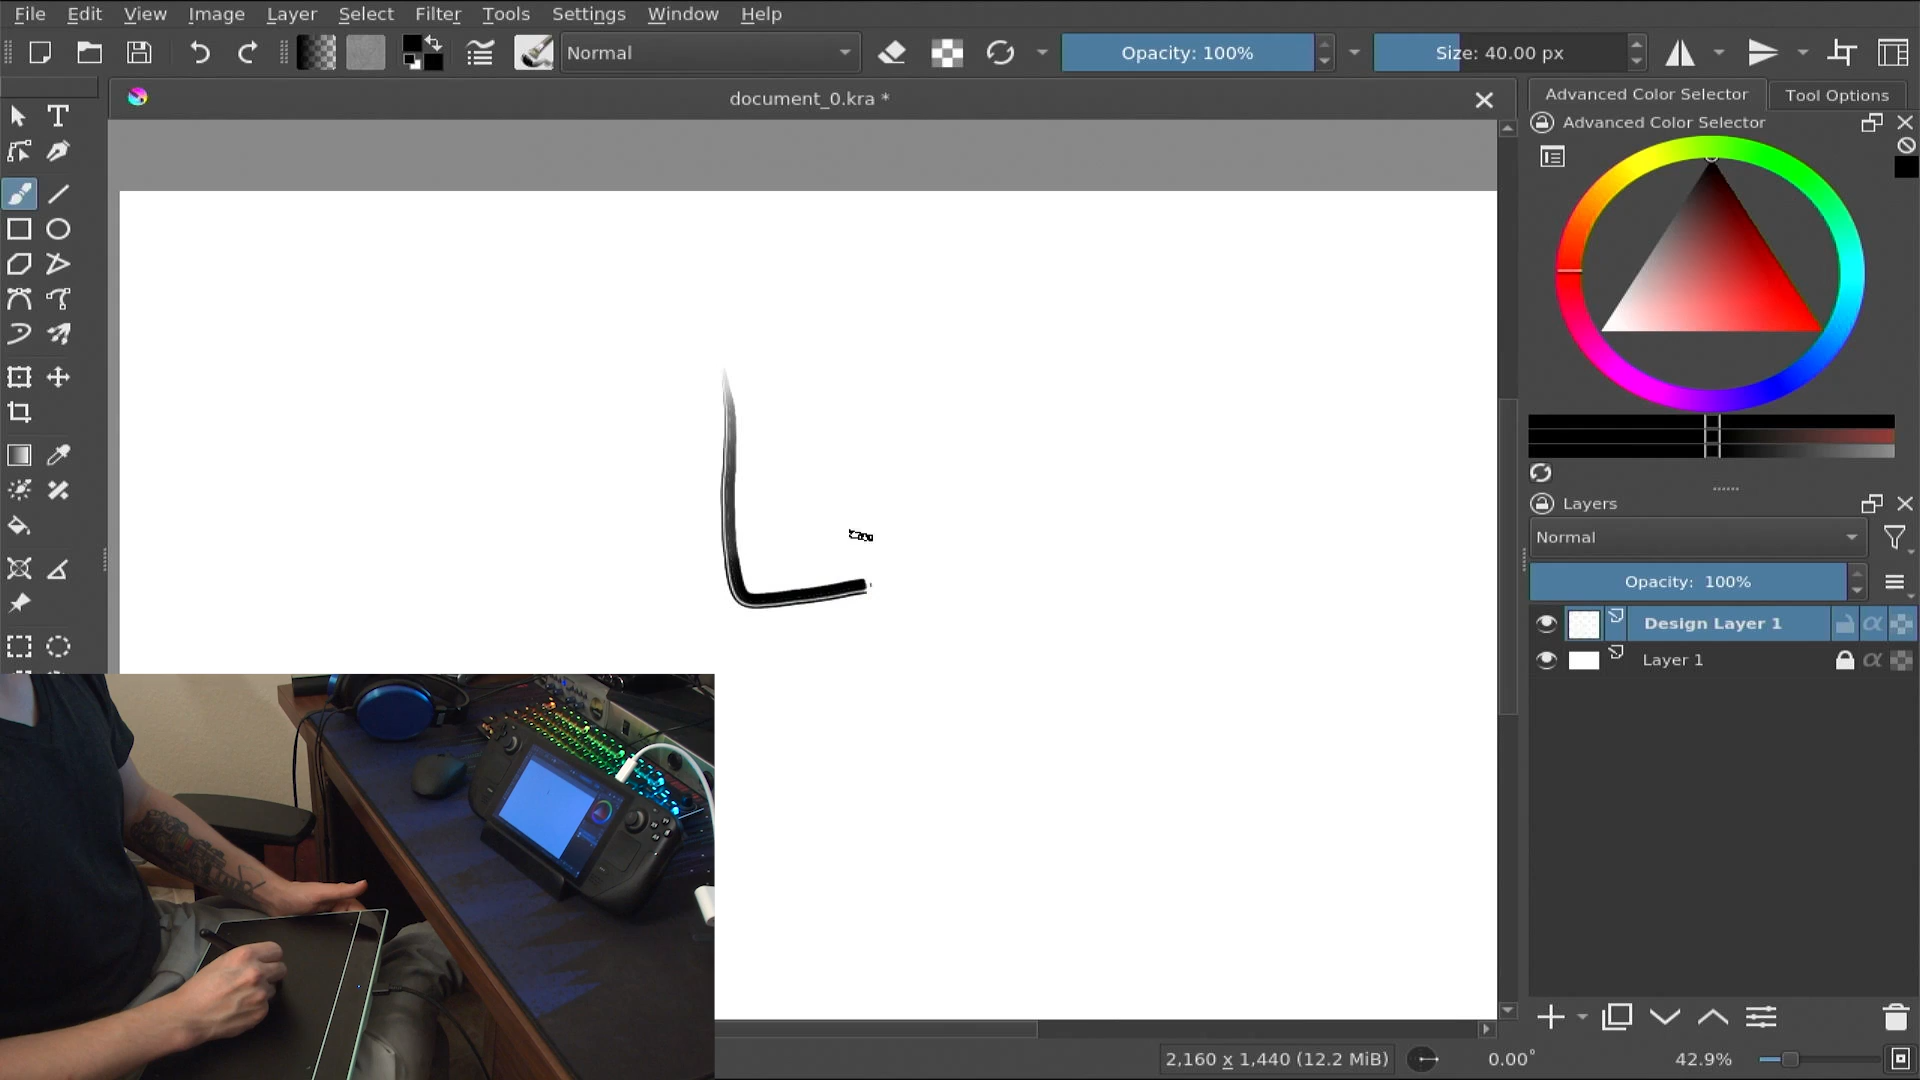 File Edit View Image Layer Select Filter Tools Settings Window Help
Normal Opacity: 100% Size: 40.00 px
document_0.kra *
Advanced Color Selector Tool Options
Advanced Color Selector
Layers
Normal
Opacity: 100%
Design Layer 1
Layer 1
2,160 x 1,440 (12.2 MiB) 0.00° 42.9%